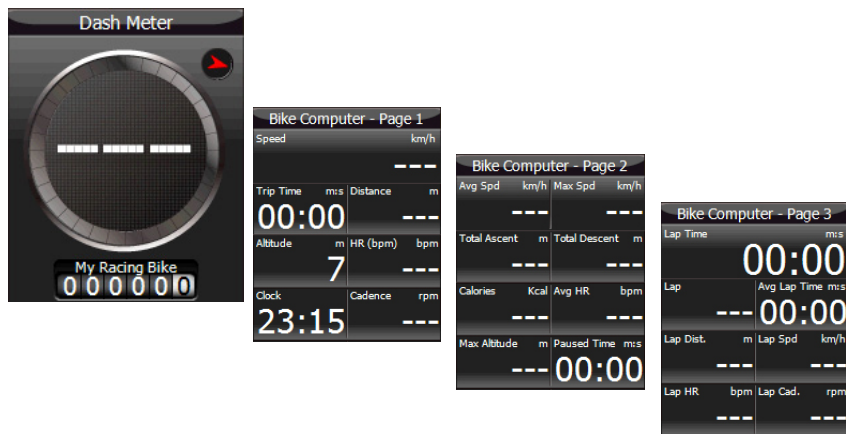 Dash Meter
--- --- ---
My Racing Bike
000000
Bike Computer - Page 1
Speed km/h
---
Trip Time m:s Distance m
00:00 ---
Altitude m HR (bpm) bpm
7 ---
Clock Cadence rpm
23:15 ---
Bike Computer - Page 2
Avg Spd km/h Max Spd km/h
--- ---
Total Ascent m Total Descent m
--- ---
Calories Kcal Avg HR bpm
--- ---
Max Altitude m Paused Time m:s
--- 00:00
Bike Computer - Page 3
Lap Time m:s
00:00
Lap Avg Lap Time m:s
--- 00:00
Lap Dist. m Lap Spd km/h
--- ---
Lap HR bpm Lap Cad. rpm
--- ---